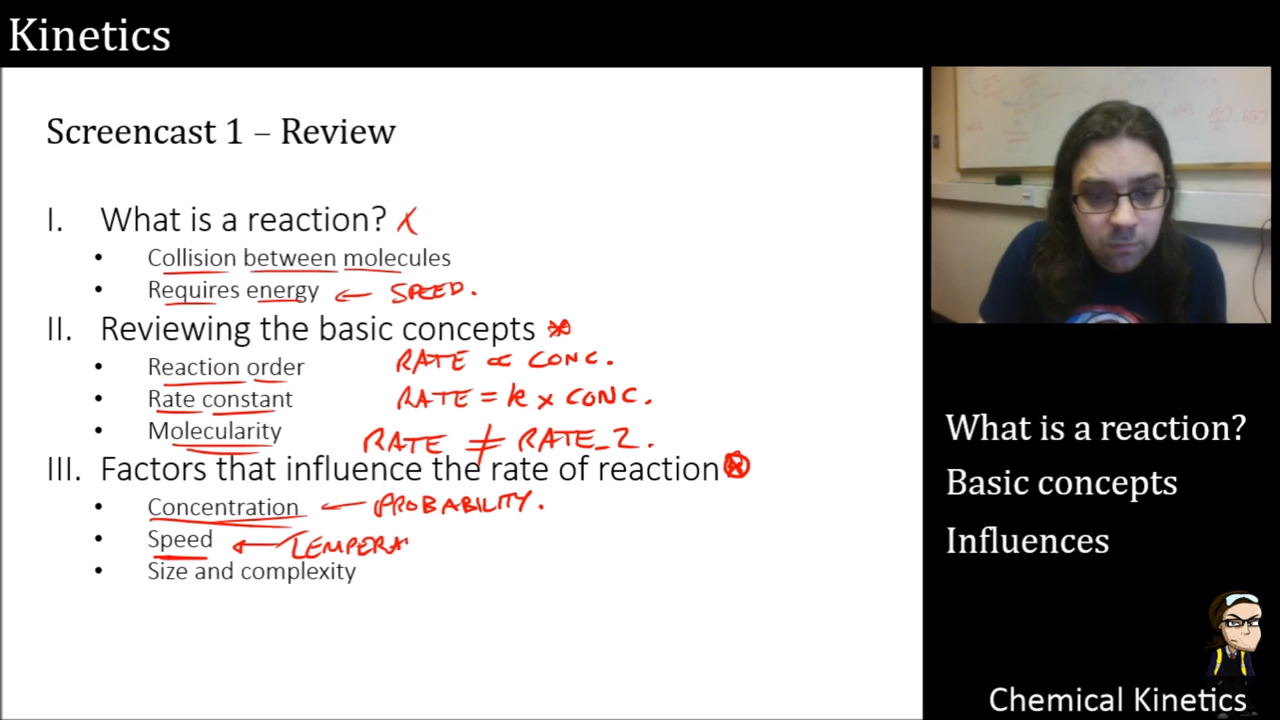 Kinetics
Screencast 1 – Review
I. What is a reaction?
• Collision between molecules
• Requires energy ← SPEED.
II. Reviewing the basic concepts *
• Reaction order RATE ∝ CONC.
• Rate constant RATE = k x CONC.
• Molecularity RATE ≠ RATE_2.
III. Factors that influence the rate of reaction
• Concentration ← PROBABILITY.
• Speed ← TEMPERA
• Size and complexity
What is a reaction?
Basic concepts
Influences
Chemical Kinetics